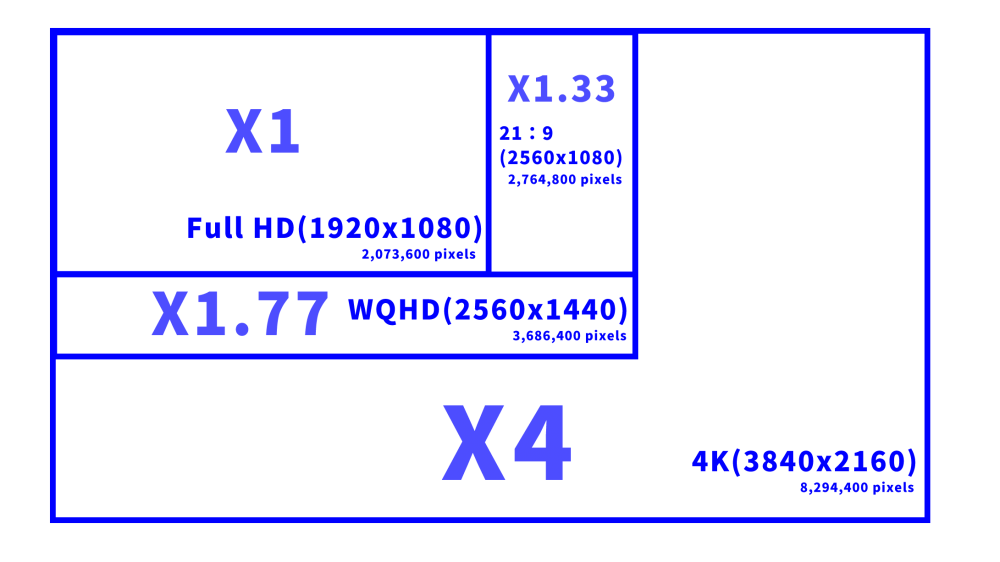 X1
Full HD(1920x1080)
2,073,600 pixels
X1.33
21：9
(2560x1080)
2,764,800 pixels
X1.77
WQHD(2560x1440)
3,686,400 pixels
X4
4K(3840x2160)
8,294,400 pixels